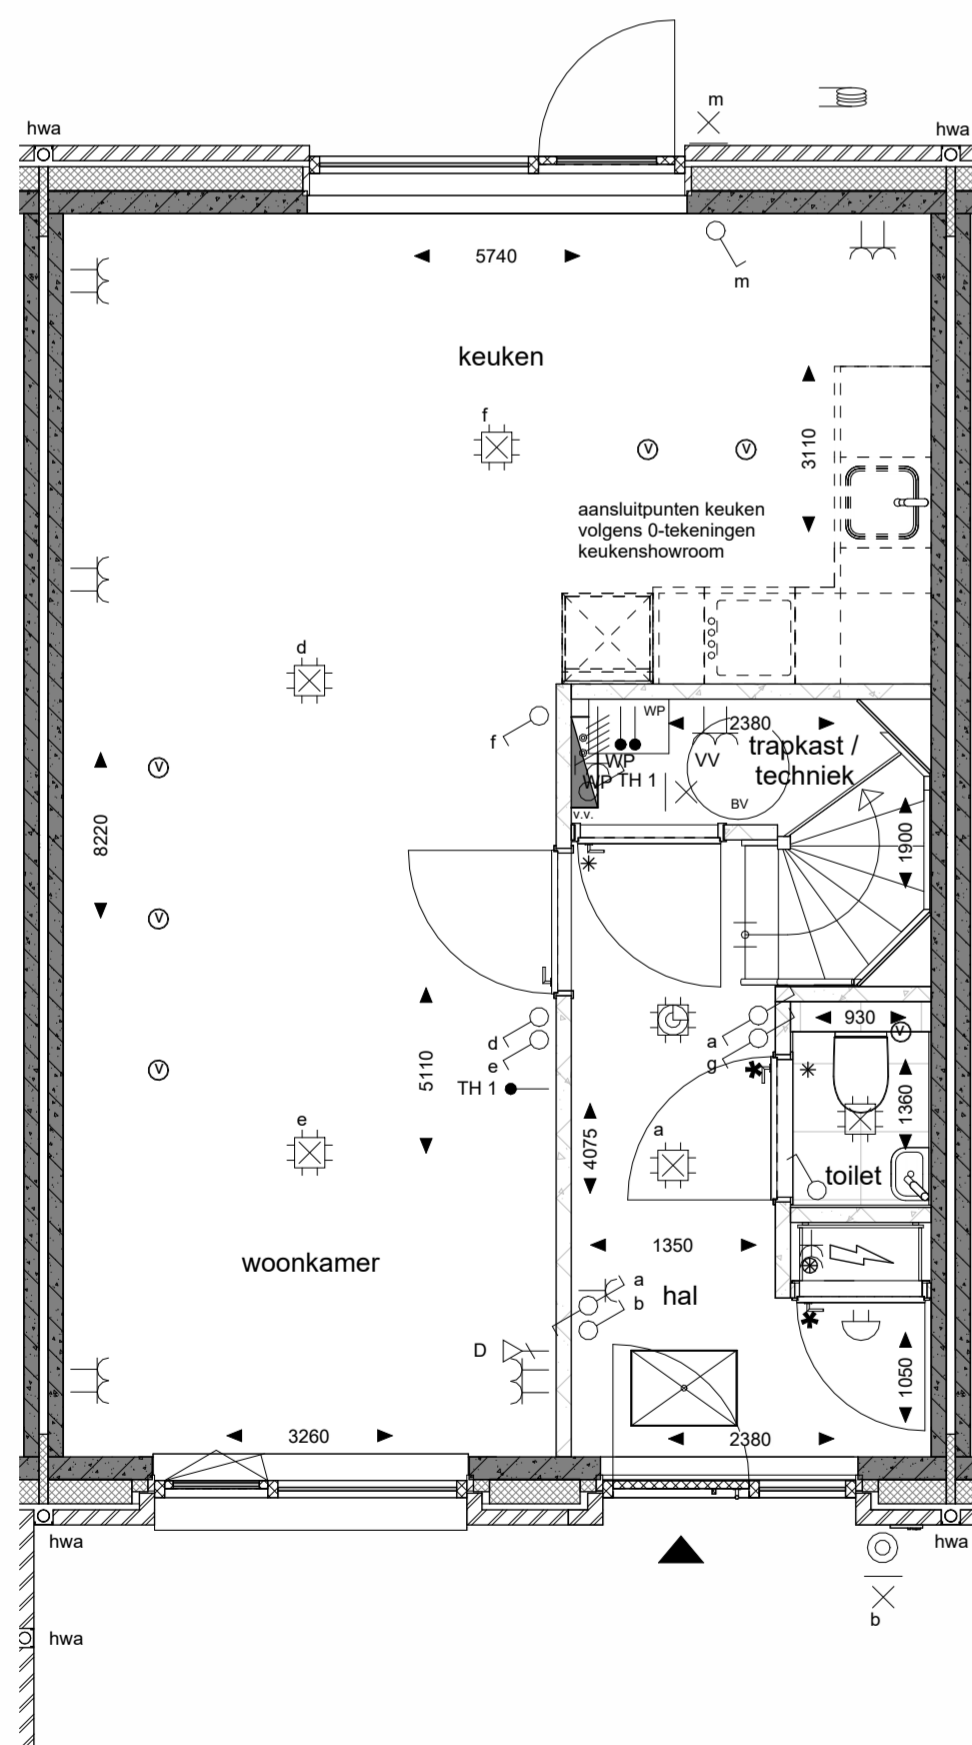 m
hwa
hwa
5740
m
keuken
f
3110
aansluitpunten keuken
volgens 0-tekeningen
keukenshowroom
v
v
d
f
WP
2380
trapkast /
techniek
WP
VV
WP TH 1
BV
v.v.
v
8220
1900
v
a
930
v
d
e
g
5110
TH 1
v
1360
4075
a
e
toilet
1350
woonkamer
a
hal
b
D
1050
3260
2380
hwa
hwa
b
hwa